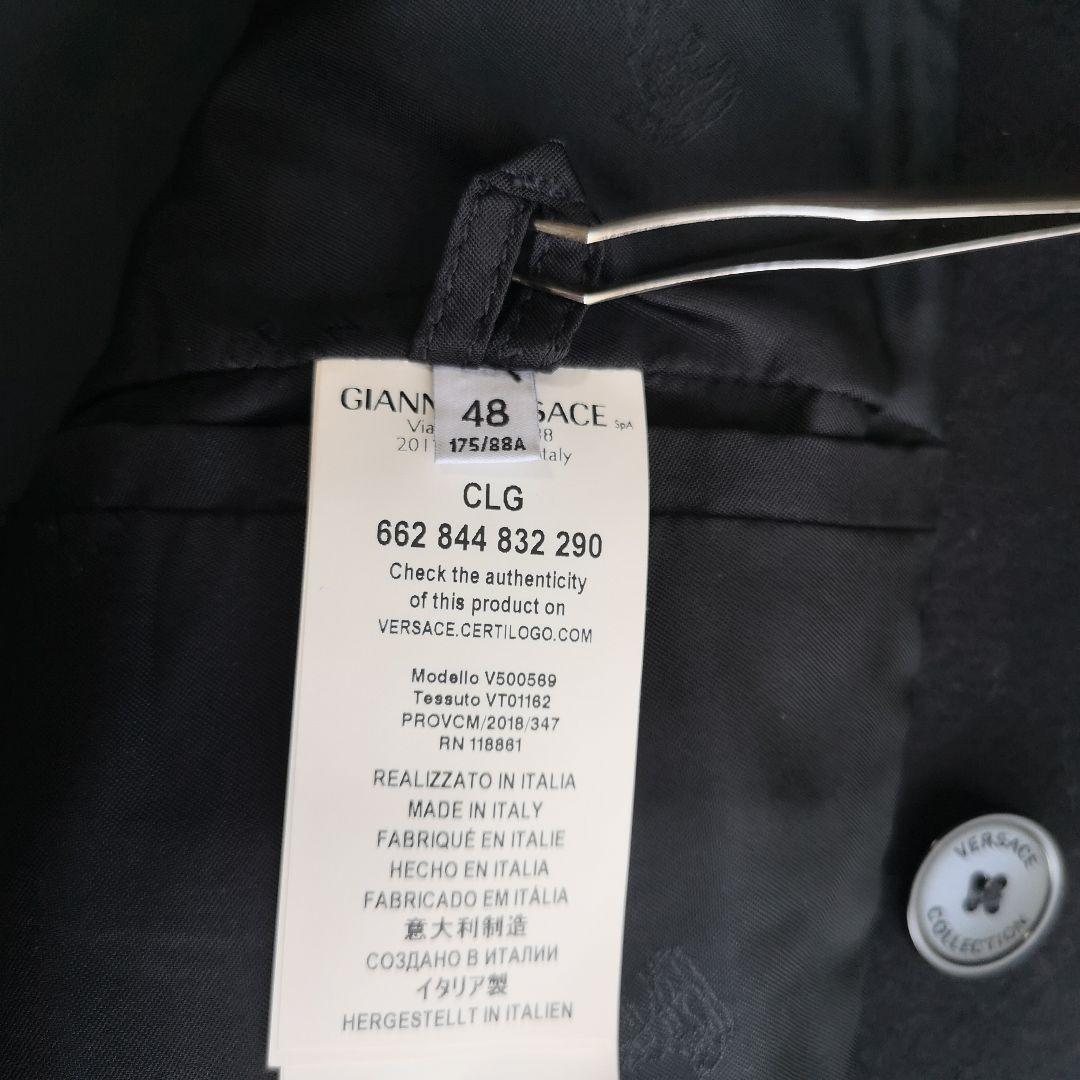 GIANN SACE SpA
48
Via 38
201 taly
175/88A
CLG
662 844 832 290
Check the authenticity
of this product on
VERSACE.CERTILOGO.COM
Modello V500569
Tessuto VT01162
PROVCM/2018/347
RN 118861
REALIZZATO IN ITALIA
MADE IN ITALY
FABRIQUÉ EN ITALIE
HECHO EN ITALIA
FABRICADO EM ITÁLIA
意大利制造
СОЗДАНО В ИТАЛИИ
イタリア製
HERGESTELLT IN ITALIEN
VERSACE
COLLECTION